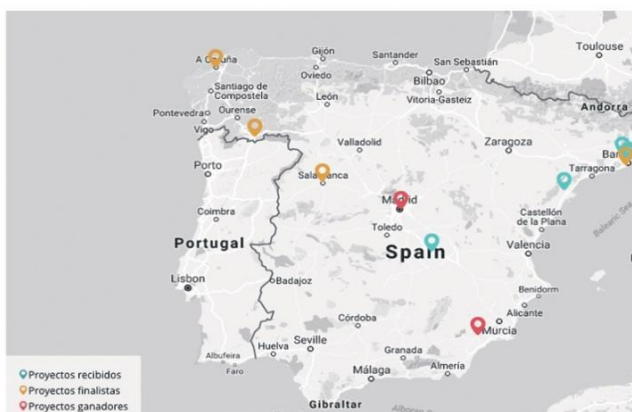 Toulouse
A Coruña
Gijón
Santander
San Sebastián
Oviedo
Bilbao
Santiago de
Compostela
Vitoria-Gasteiz
León
Andorra
Pontevedra
Ourense
Vigo
Valladolid
Zaragoza
Porto
Salamanca
Tarragona
Madrid
Coimbra
Toledo
Castellón
de la Plana
Portugal
Spain
Valencia
Lisbon
Badajoz
Benidorm
Alicante
Murcia
Córdoba
Huelva
Seville
Granada
Albufeira
Faro
Málaga
Almería
Gibraltar
Proyectos recibidos
Proyectos finalistas
Proyectos ganadores